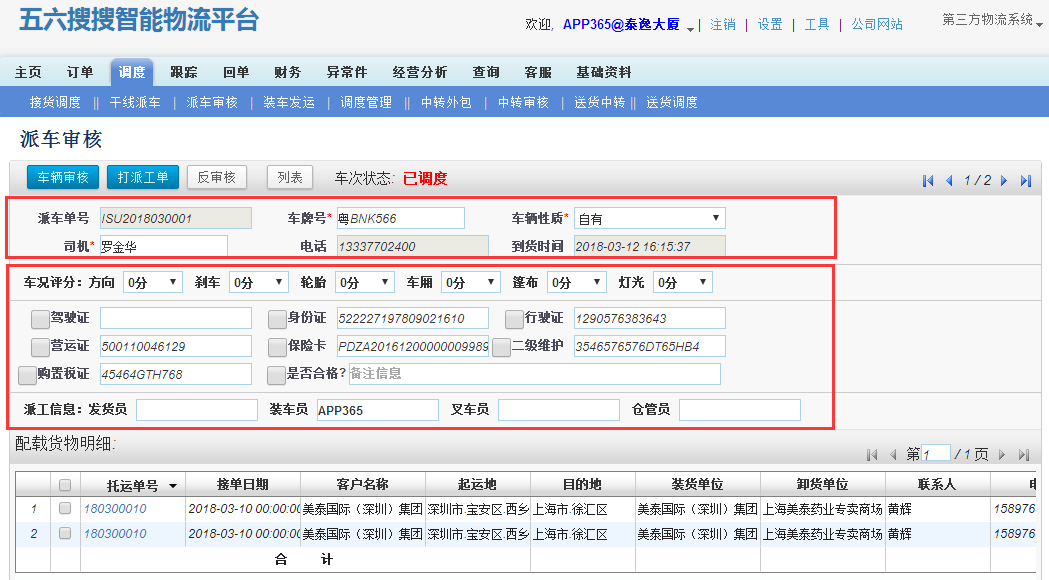 五六搜搜智能物流平台
欢迎, APP365@泰逸大厦 | 注销 | 设置 | 工具 | 公司网站 第三方物流系统
主页 订单 调度 跟踪 回单 财务 异常件 经营分析 查询 客服 基础资料
接货调度 || 干线派车 | 派车审核 | 装车发运 | 调度管理 || 中转外包 | 中转审核 | 送货中转 || 送货调度
派车审核
车辆审核 打派工单 反审核 列表 车次状态: 已调度 1 / 2
派车单号 ISU2018030001 车牌号* 粤BNK566 车辆性质* 自有
司机* 罗金华 电话 13337702400 到货时间 2018-03-12 16:15:37
车况评分: 方向 0分 刹车 0分 轮胎 0分 车厢 0分 篷布 0分 灯光 0分
驾驶证 身份证 522227197809021610 行驶证 1290576383643
营运证 500110046129 保险卡 PDZA20161200000009989 二级维护 3546576576DT65HB4
购置税证 45464GTH768 是否合格? 备注信息
派工信息: 发货员 装车员 APP365 叉车员 仓管员
配载货物明细:
第 1 / 1 页
托运单号 接单日期 客户名称 起运地 目的地 装货单位 卸货单位 联系人
1 180300010 2018-03-10 00:00:00 美泰国际（深圳）集团 深圳市.宝安区.西乡 上海市.徐汇区 美泰国际（深圳）集团 上海美泰药业专卖商场 黄辉 158976
2 180300010 2018-03-10 00:00:00 美泰国际（深圳）集团 深圳市.宝安区.西乡 上海市.徐汇区 美泰国际（深圳）集团 上海美泰药业专卖商场 黄辉 158976
合 计